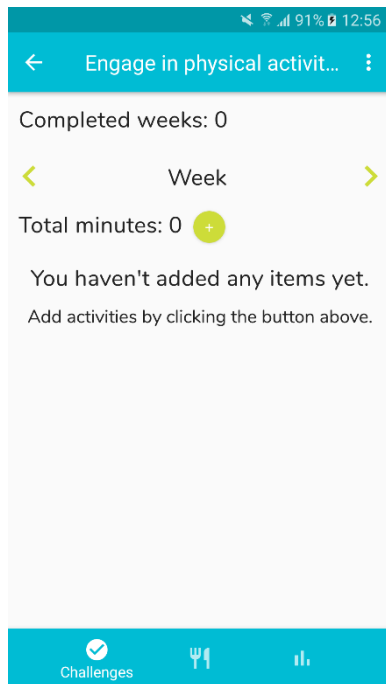 91% 12:56
Engage in physical activit...
Completed weeks: 0
Week
Total minutes: 0 +
You haven't added any items yet.
Add activities by clicking the button above.
Challenges